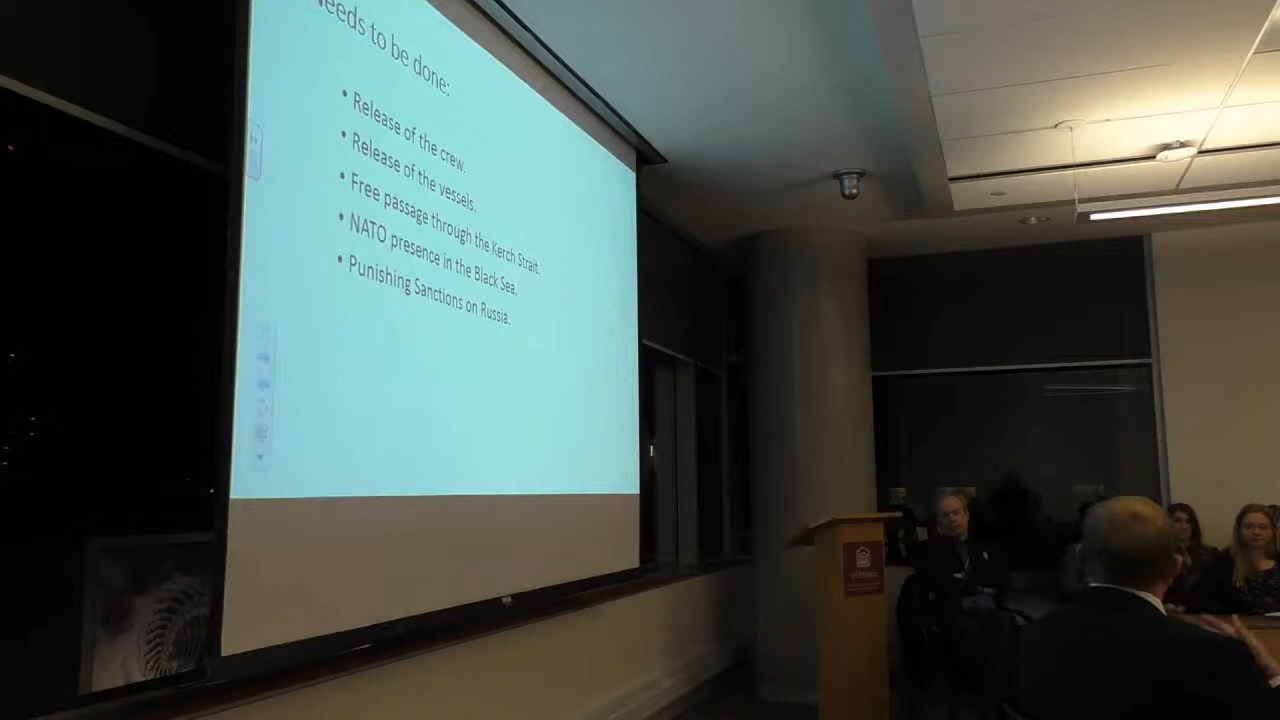 eeds to be done:
• Release of the crew.
• Release of the vessels.
• Free passage through the Kerch Strait.
• NATO presence in the Black Sea.
• Punishing Sanctions on Russia.